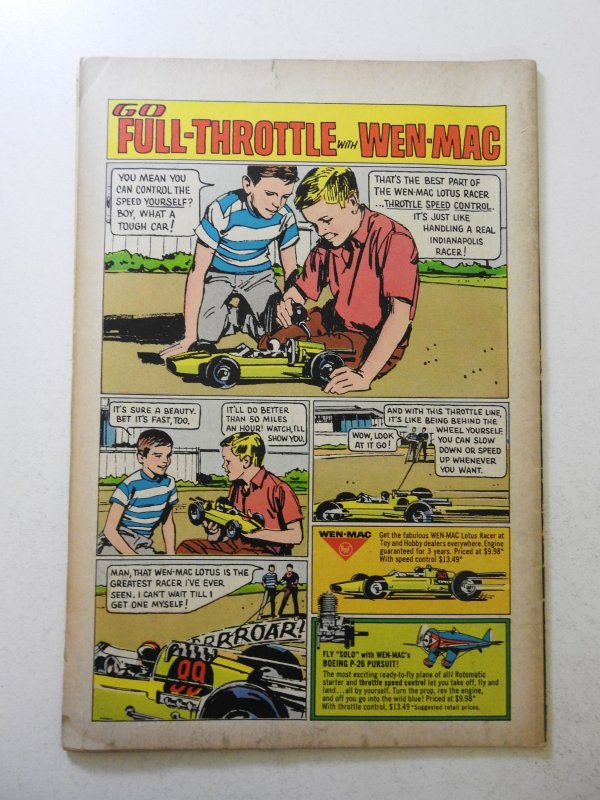 GO
FULL-THROTTLE WITH WEN-MAC
YOU MEAN YOU
CAN CONTROL THE
SPEED YOURSELF?
BOY, WHAT A
TOUGH CAR!
THAT'S THE BEST PART OF
THE WEN-MAC LOTUS RACER
...THROTTLE SPEED CONTROL.
IT'S JUST LIKE
HANDLING A REAL
INDIANAPOLIS
RACER!
IT'S SURE A BEAUTY.
BET IT'S FAST, TOO.
IT'LL DO BETTER
THAN 50 MILES
AN HOUR! WATCH, I'LL
SHOW YOU.
WOW, LOOK
AT IT GO!
AND WITH THIS THROTTLE LINE,
IT'S LIKE BEING BEHIND THE
WHEEL YOURSELF.
YOU CAN SLOW
DOWN OR SPEED
UP WHENEVER
YOU WANT.
MAN, THAT WEN-MAC LOTUS IS THE
GREATEST RACER I'VE EVER
SEEN. I CAN'T WAIT TILL I
GET ONE MYSELF!
RRRROAR!
99
WEN-MAC
Get the fabulous WEN-MAC Lotus Racer at
Toy and Hobby dealers everywhere. Engine
guaranteed for 3 years. Priced at $9.98*
With speed control $13.49*
FLY "SOLO" with WEN-MAC's
BOEING P-26 PURSUIT!
The most exciting ready-to-fly plane of all! Rotomatic
starter and throttle speed control let you take off, fly and
land...all by yourself. Turn the prop, rev the engine,
and off you go into the wild blue! Priced at $9.98*
With throttle control, $13.49 *Suggested retail prices.